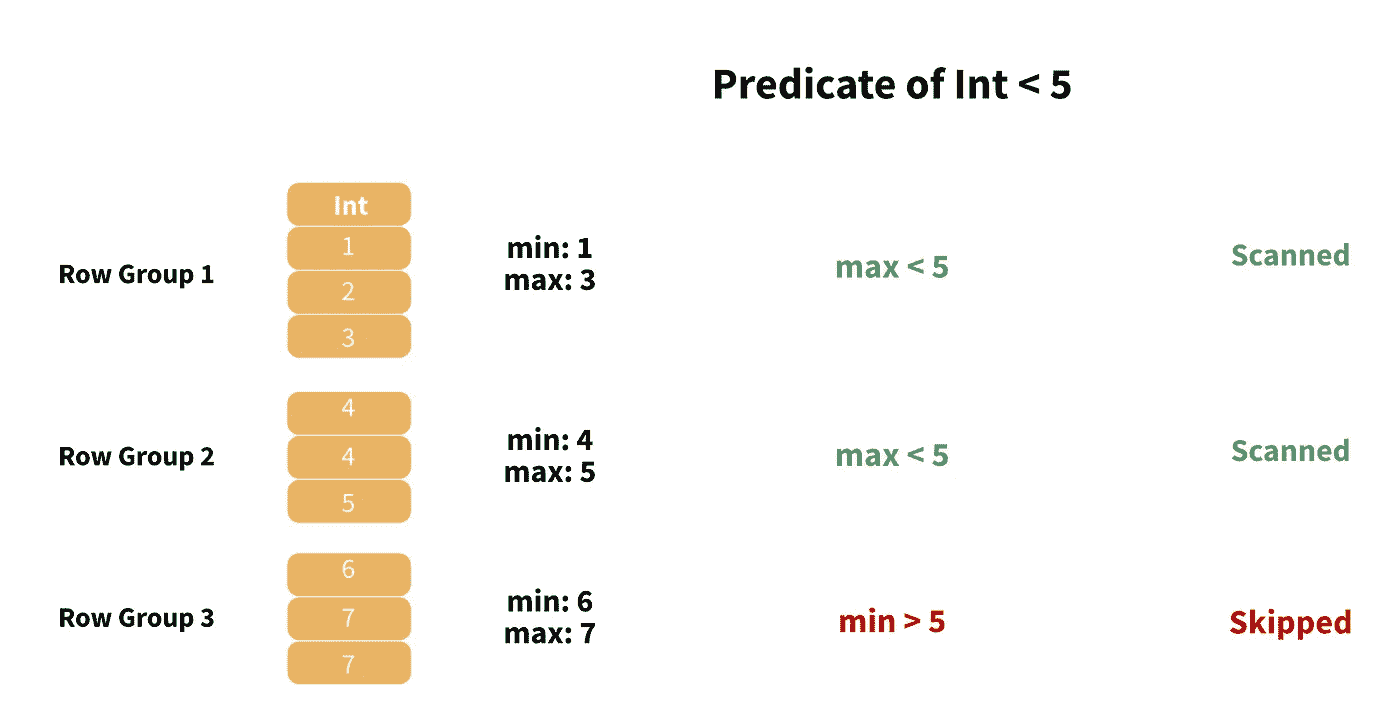 Predicate of Int < 5
Int
1
2
3
Row Group 1
min: 1
max: 3
max < 5
Scanned
4
4
5
Row Group 2
min: 4
max: 5
max < 5
Scanned
6
7
7
Row Group 3
min: 6
max: 7
min > 5
Skipped